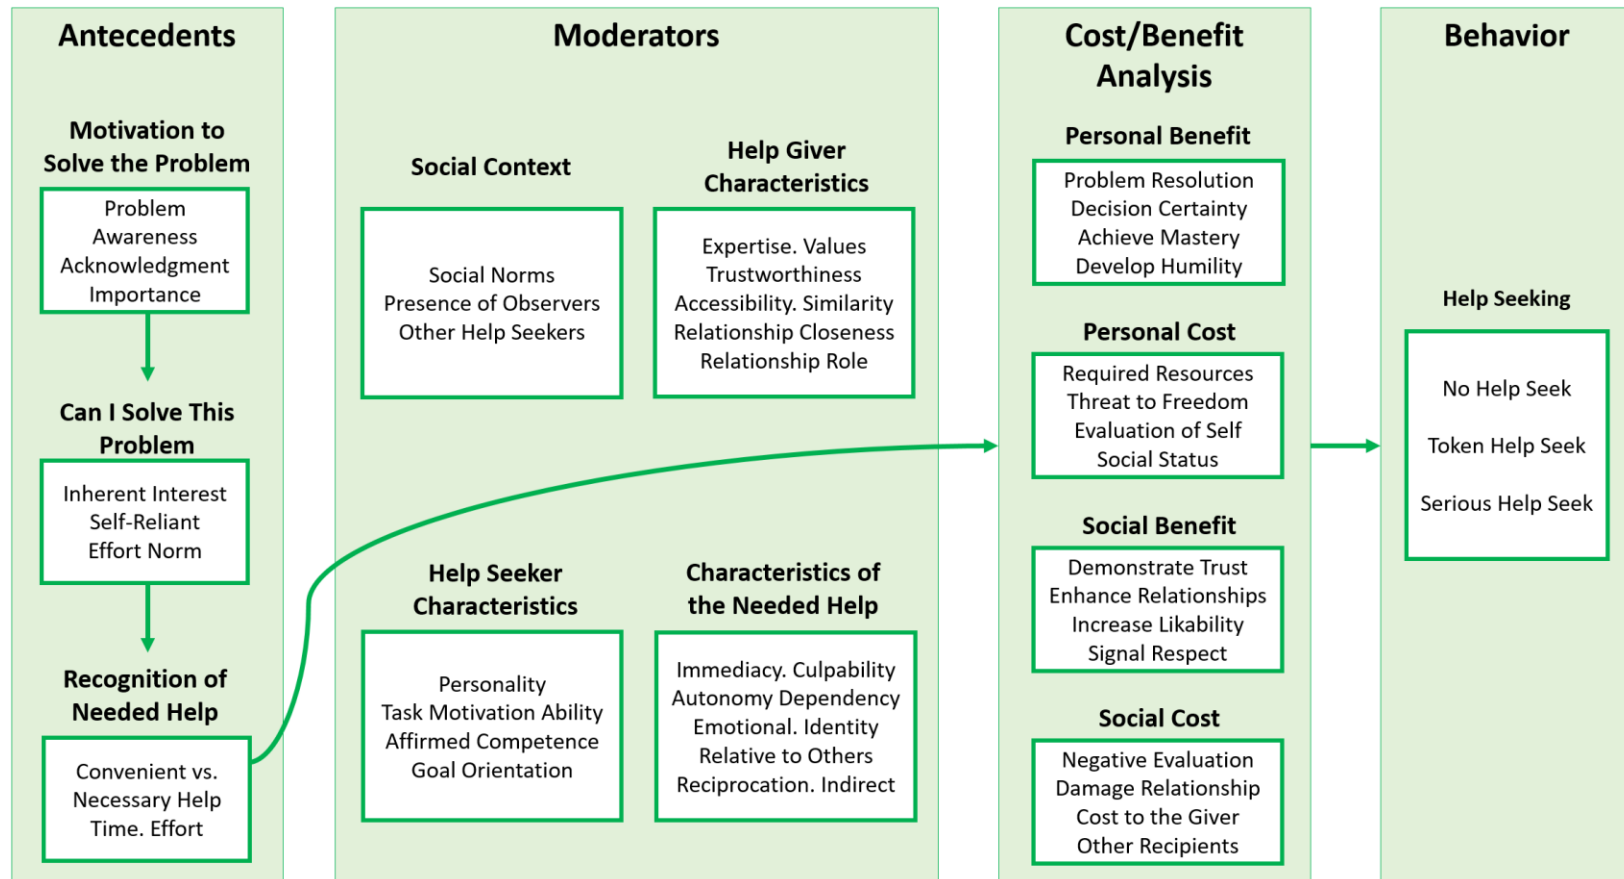 Antecedents
Motivation to
Solve the Problem
Problem
Awareness
Acknowledgment
Importance
Can I Solve This
Problem
Inherent Interest
Self-Reliant
Effort Norm
Recognition of
Needed Help
Convenient vs.
Necessary Help
Time. Effort
Moderators
Social Context
Social Norms
Presence of Observers
Other Help Seekers
Help Giver
Characteristics
Expertise. Values
Trustworthiness
Accessibility. Similarity
Relationship Closeness
Relationship Role
Help Seeker
Characteristics
Personality
Task Motivation Ability
Affirmed Competence
Goal Orientation
Characteristics of
the Needed Help
Immediacy. Culpability
Autonomy Dependency
Emotional. Identity
Relative to Others
Reciprocation. Indirect
Cost/Benefit
Analysis
Personal Benefit
Problem Resolution
Decision Certainty
Achieve Mastery
Develop Humility
Personal Cost
Required Resources
Threat to Freedom
Evaluation of Self
Social Status
Social Benefit
Demonstrate Trust
Enhance Relationships
Increase Likability
Signal Respect
Social Cost
Negative Evaluation
Damage Relationship
Cost to the Giver
Other Recipients
Behavior
Help Seeking
No Help Seek
Token Help Seek
Serious Help Seek